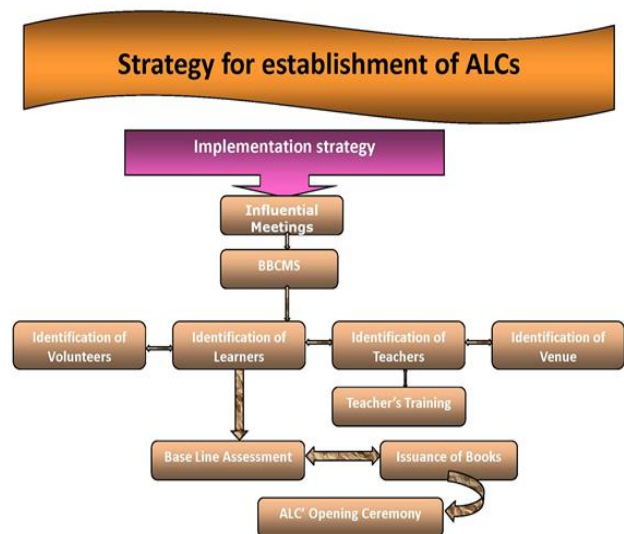 Strategy for establishment of ALCs
Implementation strategy
Influential
Meetings
BBCMS
Identification of
Volunteers
Identification of
Learners
Identification of
Teachers
Identification of
Venue
Teacher's Training
Base Line Assessment
Issuance of Books
ALC' Opening Ceremony